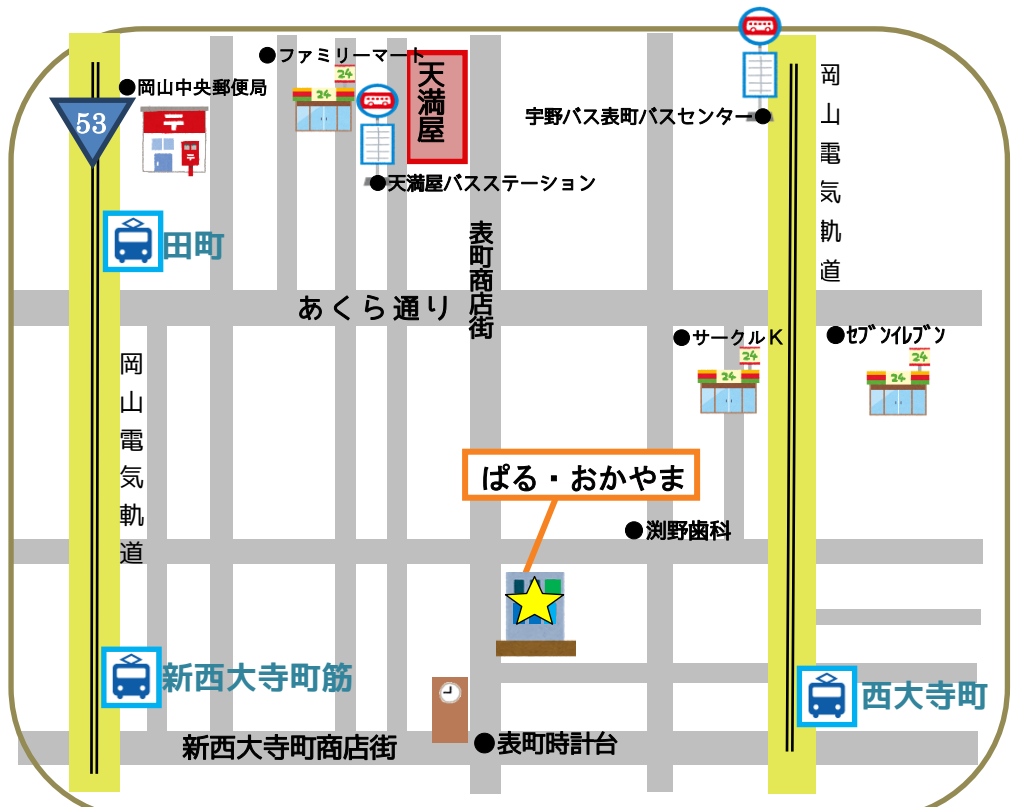 ファミリーマート
24
24
岡山中央郵便局
〒
53
天満屋
天満屋バスステーション
宇野バス表町バスセンター
岡山電気軌道
田町
表町商店街
あくら通り
サークルK
24
24
セブンイレブン
24
24
岡山電気軌道
ぱる・おかやま
渕野歯科
新西大寺町筋
西大寺町
新西大寺町商店街
表町時計台